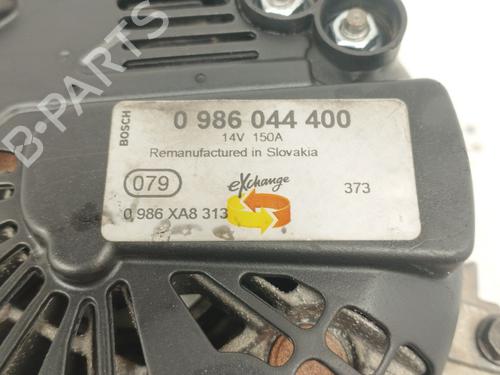 B-PARTS
BOSCH
0 986 044 400
14V 150A
Remanufactured in Slovakia
079
eXchange
373
0 986 XA8 313